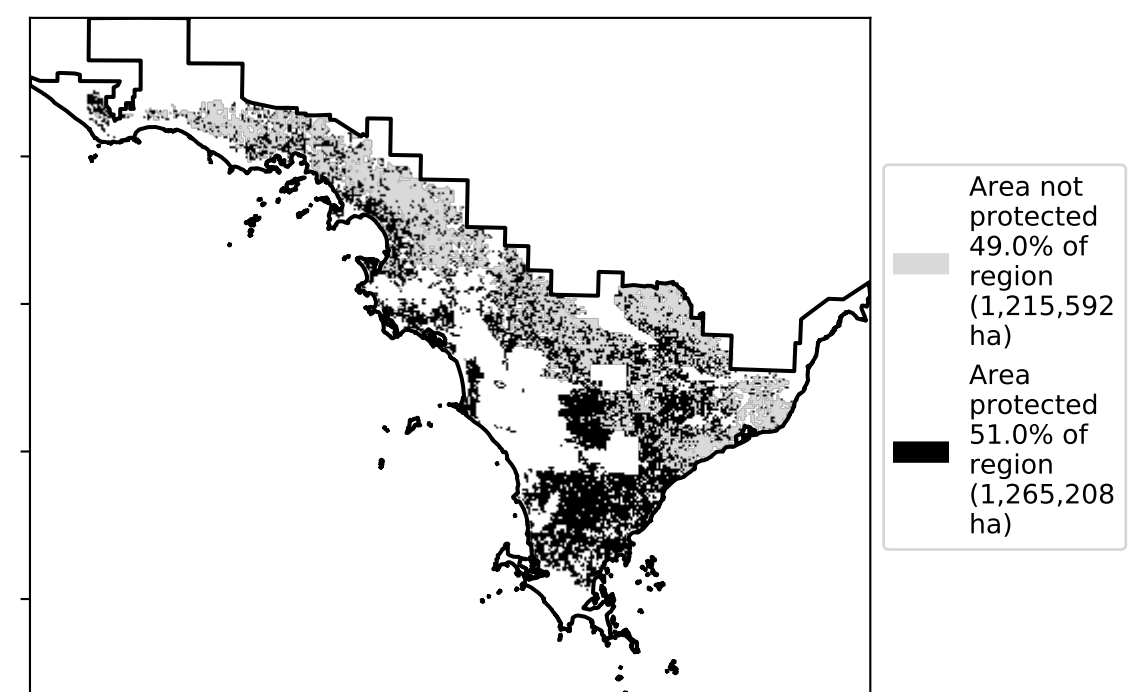 Area not
protected
49.0% of
region
(1,215,592
ha)
Area
protected
51.0% of
region
(1,265,208
ha)